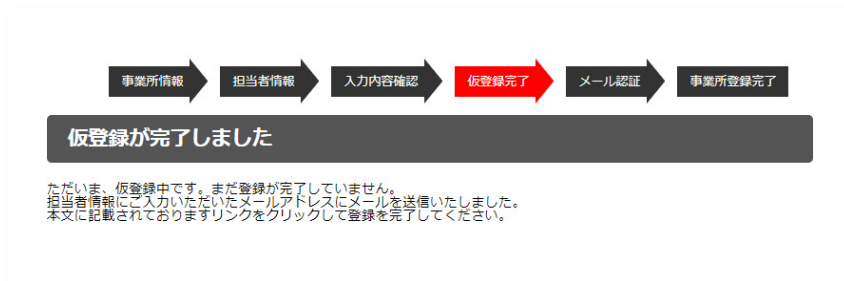 事業所情報 担当者情報 入力内容確認 仮登録完了 メール認証 事業所登録完了
仮登録が完了しました
ただいま、仮登録中です。まだ登録が完了していません。
担当者情報にご入力いただいたメールアドレスにメールを送信いたしました。
本文に記載されておりますリンクをクリックして登録を完了してください。